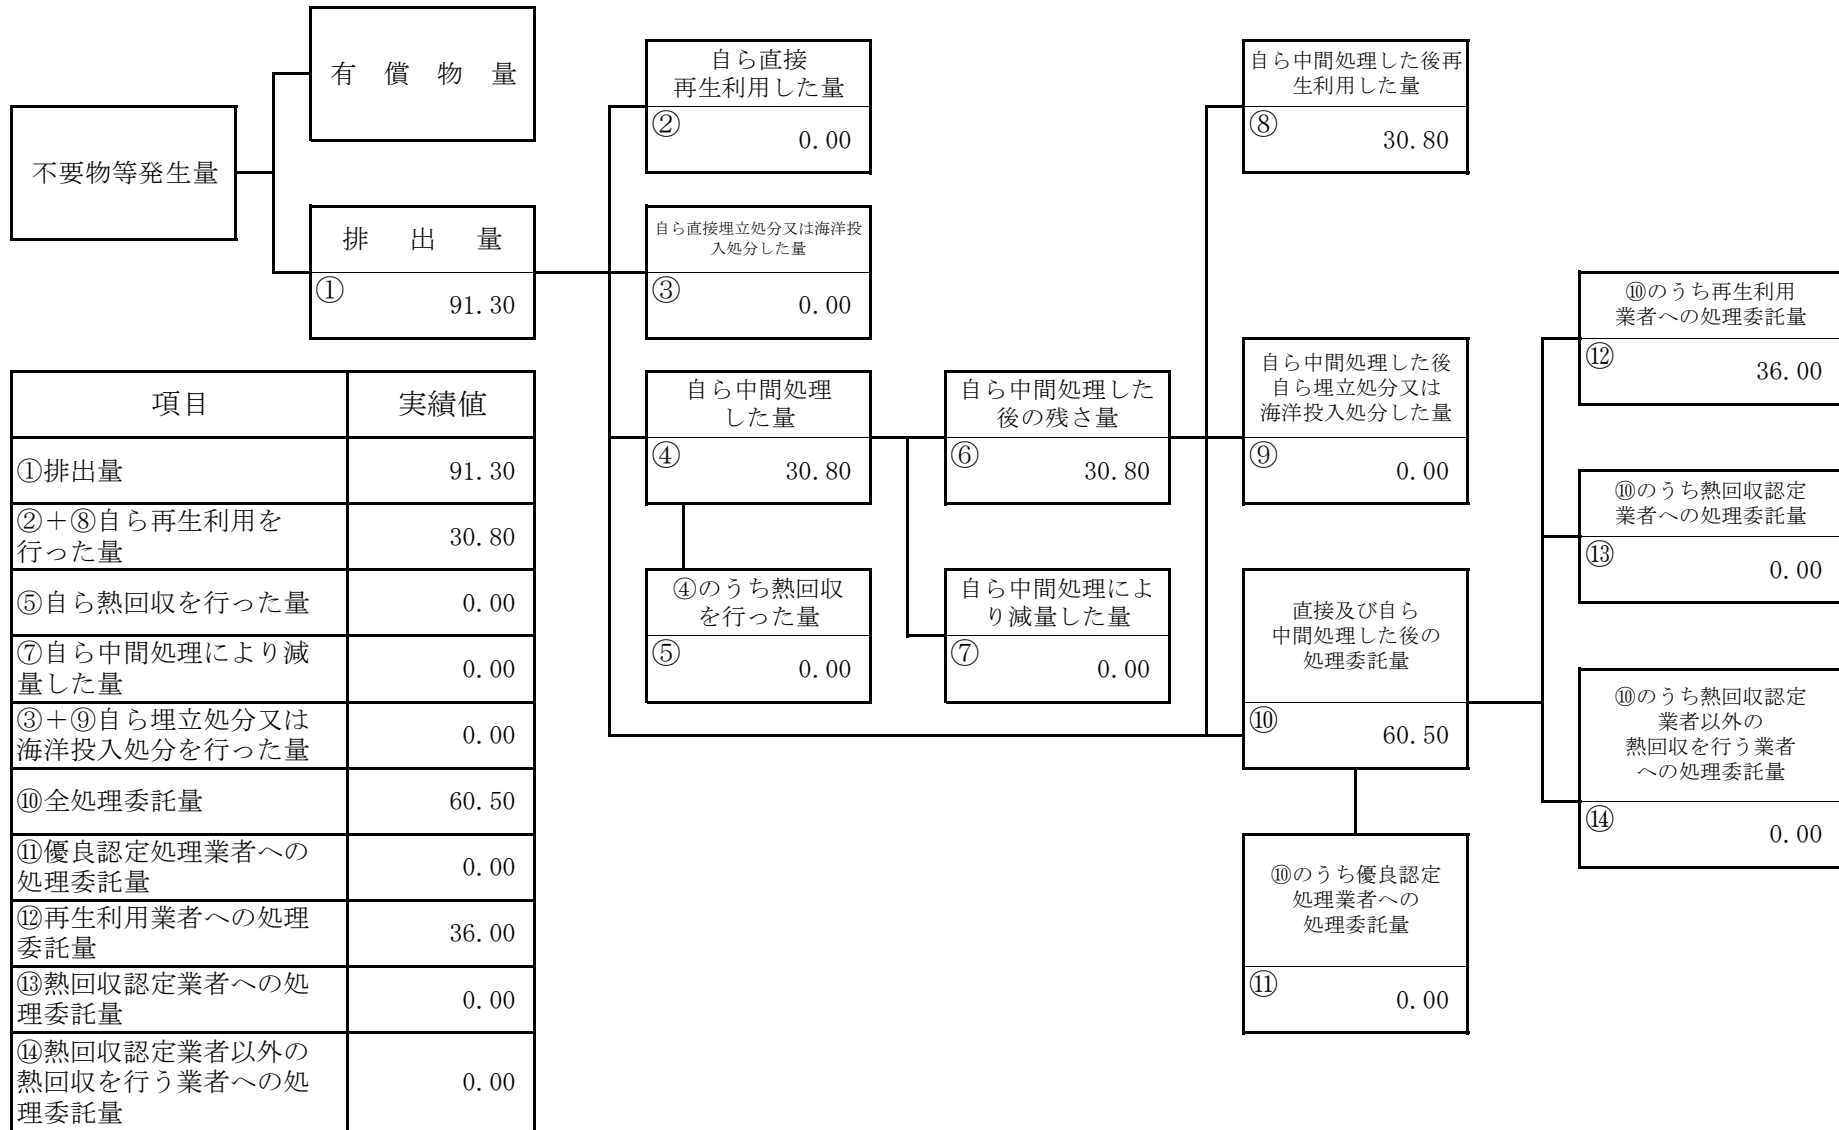 不要物等発生量
有 償 物 量
排 出 量
①
91.30
自ら直接
再生利用した量
②
0.00
自ら直接埋立処分又は海洋投
入処分した量
③
0.00
自ら中間処理
した量
④
30.80
④のうち熱回収
を行った量
⑤
0.00
自ら中間処理した
後の残さ量
⑥
30.80
自ら中間処理によ
り減量した量
⑦
0.00
自ら中間処理した後再
生利用した量
⑧
30.80
自ら中間処理した後
自ら埋立処分又は
海洋投入処分した量
⑨
0.00
直接及び自ら
中間処理した後の
処理委託量
⑩
60.50
⑩のうち優良認定
処理業者への
処理委託量
⑪
0.00
⑩のうち再生利用
業者への処理委託量
⑫
36.00
⑩のうち熱回収認定
業者への処理委託量
⑬
0.00
⑩のうち熱回収認定
業者以外の
熱回収を行う業者
への処理委託量
⑭
0.00
項目 実績値
①排出量 91.30
②＋⑧自ら再生利用を
行った量
30.80
⑤自ら熱回収を行った量 0.00
⑦自ら中間処理により減
量した量
0.00
③＋⑨自ら埋立処分又は
海洋投入処分を行った量
0.00
⑩全処理委託量 60.50
⑪優良認定処理業者への
処理委託量
0.00
⑫再生利用業者への処理
委託量
36.00
⑬熱回収認定業者への処
理委託量
0.00
⑭熱回収認定業者以外の
熱回収を行う業者への処
理委託量
0.00